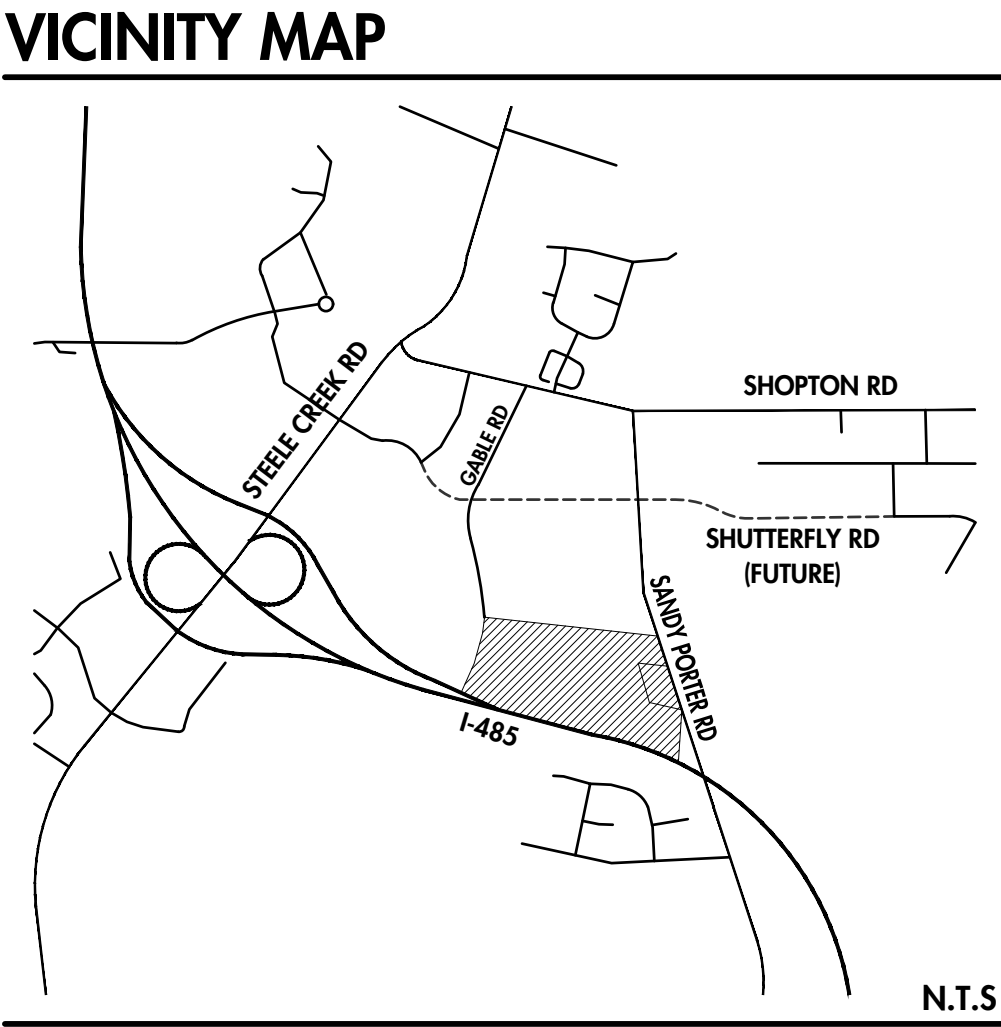 VICINITY MAP
STEELE CREEK RD
SHOPTON RD
GABLE RD
SHUTTERFLY RD
(FUTURE)
SANDY PORTER RD
I-485
N.T.S